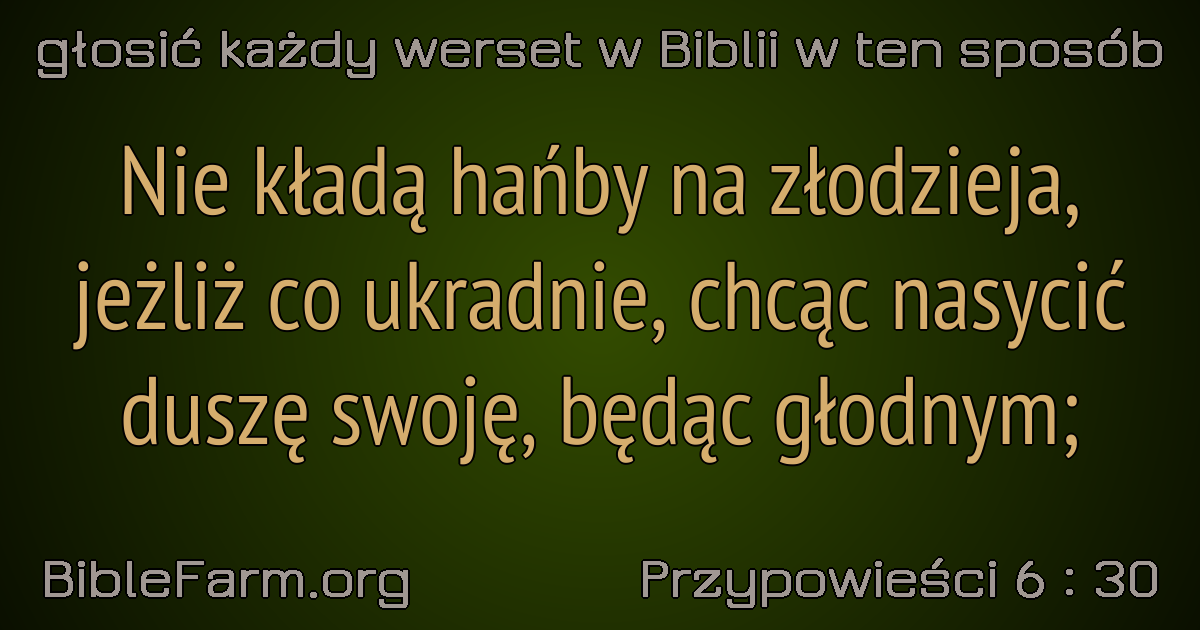 głosić każdy werset w Biblii w ten sposób
Nie kładą hańby na złodzieja,
jeżliż co ukradnie, chcąc nasycić
duszę swoję, będąc głodnym;
BibleFarm.org
Przypowieści 6 : 30